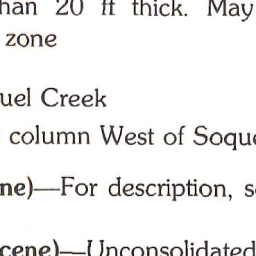 han 20 ft thick. May
zone
uel Creek
column West of Soque
ne)—For description, s
cene)—Unconsolidated